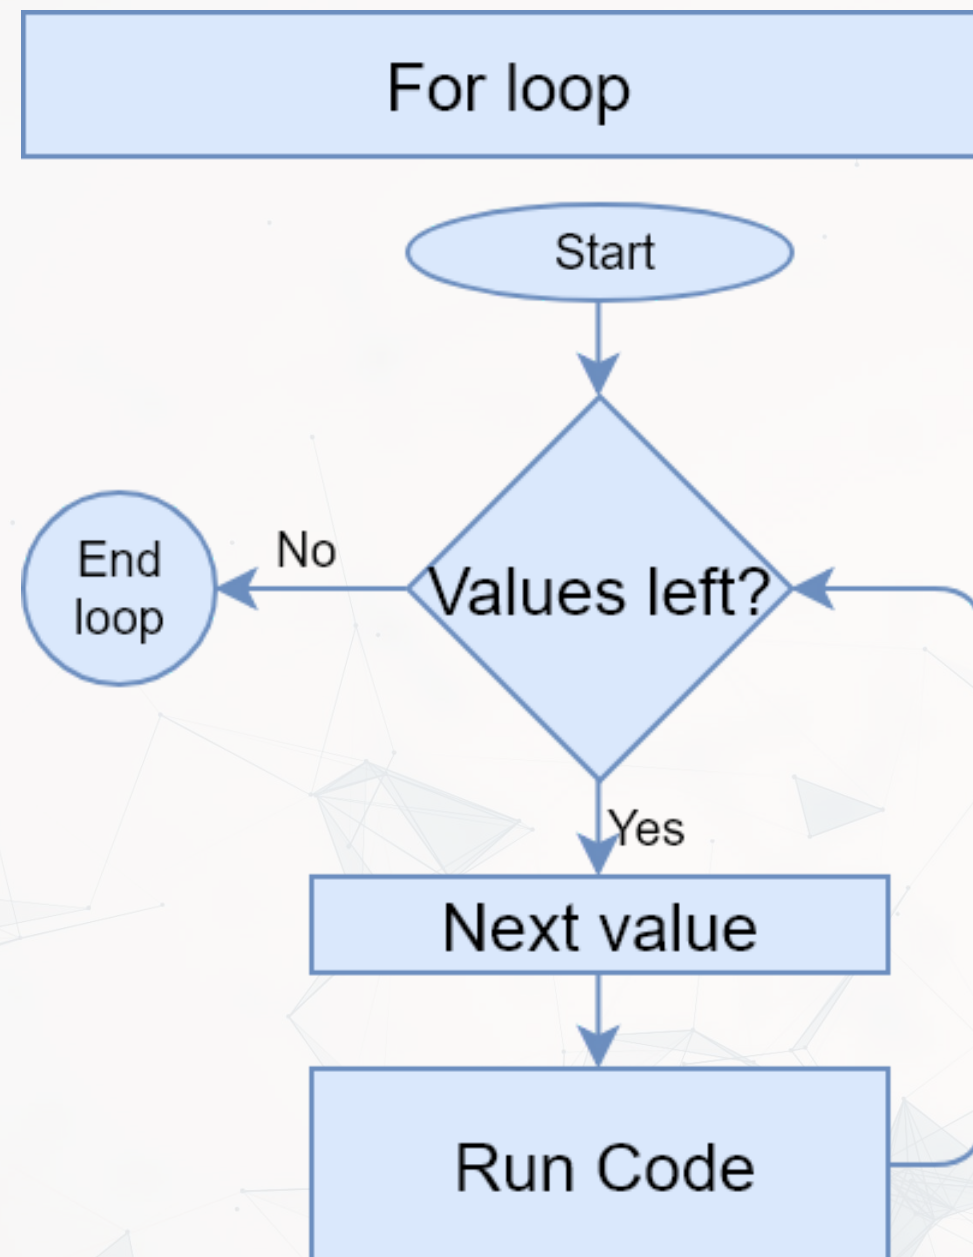 For loop
Start
Values left?
No
End
loop
Yes
Next value
Run Code